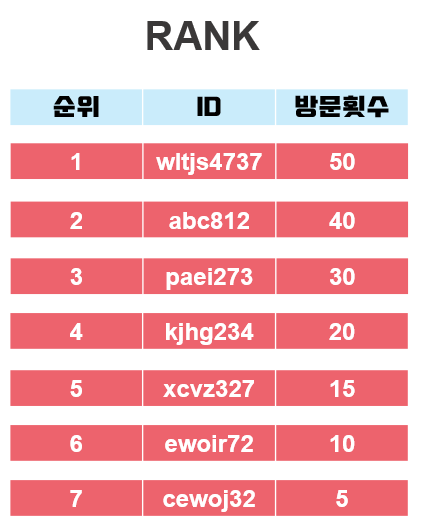 RANK
순위 ID 방문횟수
1 wltjs4737 50
2 abc812 40
3 paei273 30
4 kjhg234 20
5 xcvz327 15
6 ewoir72 10
7 cewoj32 5